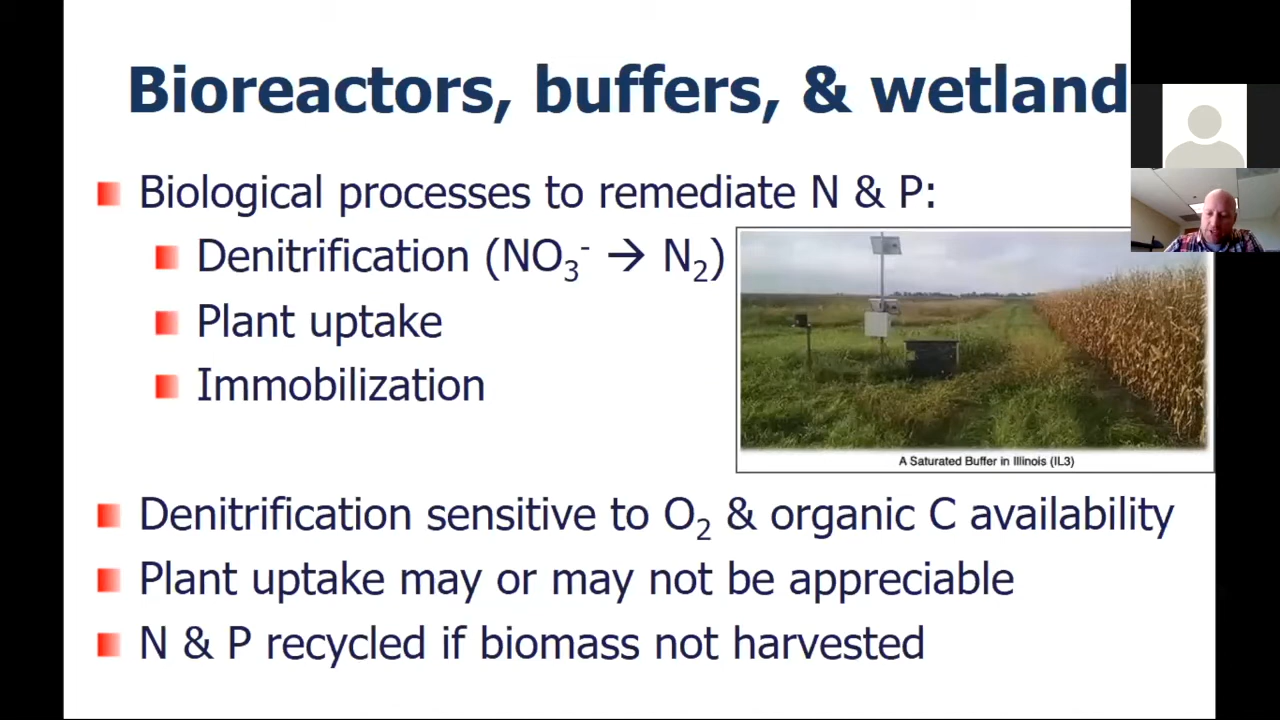 Bioreactors, buffers, & wetland
Biological processes to remediate N & P:
Denitrification (NO₃⁻ → N₂)
Plant uptake
Immobilization
A Saturated Buffer in Illinois (IL3)
Denitrification sensitive to O₂ & organic C availability
Plant uptake may or may not be appreciable
N & P recycled if biomass not harvested